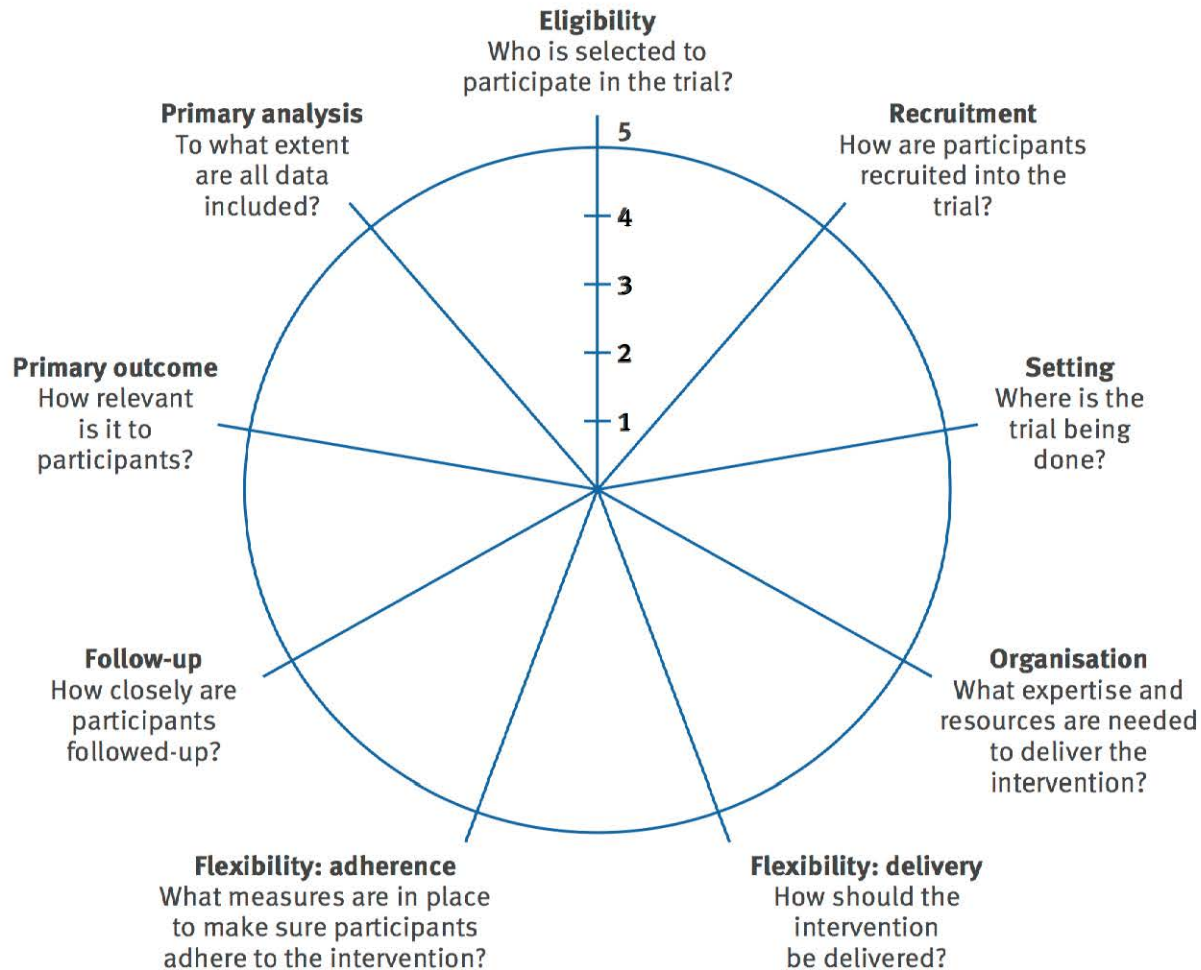 Eligibility
Who is selected to
participate in the trial?
Primary analysis
To what extent
are all data
included?
Recruitment
How are participants
recruited into the
trial?
5
4
3
2
1
Primary outcome
How relevant
is it to
participants?
Setting
Where is the
trial being
done?
Follow-up
How closely are
participants
followed-up?
Organisation
What expertise and
resources are needed
to deliver the
intervention?
Flexibility: adherence
What measures are in place
to make sure participants
adhere to the intervention?
Flexibility: delivery
How should the
intervention
be delivered?